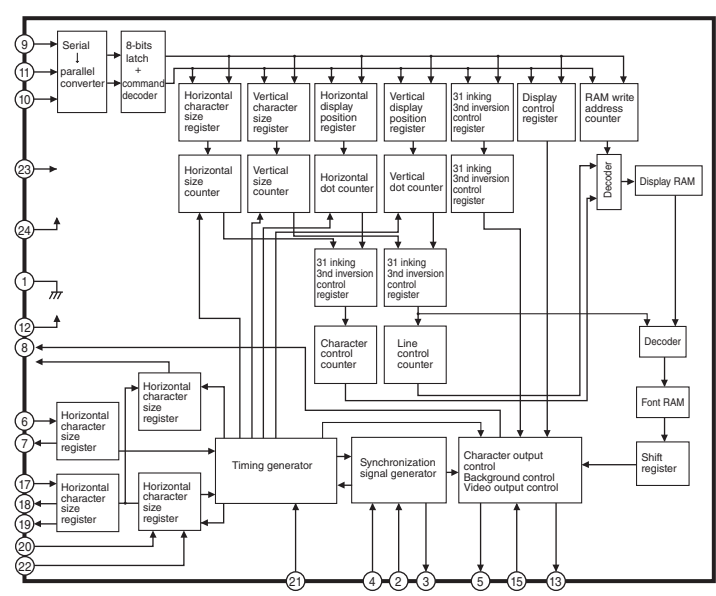 9
11
10
Serial
↓
parallel
converter
8-bits
latch
+
command
decoder
Horizontal
character
size
register
Vertical
character
size
register
Horizontal
display
position
register
Vertical
display
position
register
31 inking
3nd inversion
control
register
Display
control
register
RAM write
address
counter
23
24
1
12
8
Horizontal
size
counter
Vertical
size
counter
Horizontal
dot counter
Vertical
dot counter
31 inking
3nd inversion
control
register
Decoder
Display RAM
31 inking
3nd inversion
control
register
31 inking
3nd inversion
control
register
Character
control
counter
Line
control
counter
Decoder
Font RAM
Shift
register
6
7
17
18
19
20
22
Horizontal
character
size
register
Horizontal
character
size
register
Horizontal
character
size
register
Horizontal
character
size
register
Timing generator
Synchronization
signal generator
Character output
control
Background control
Video output control
21
4
2
3
5
15
13